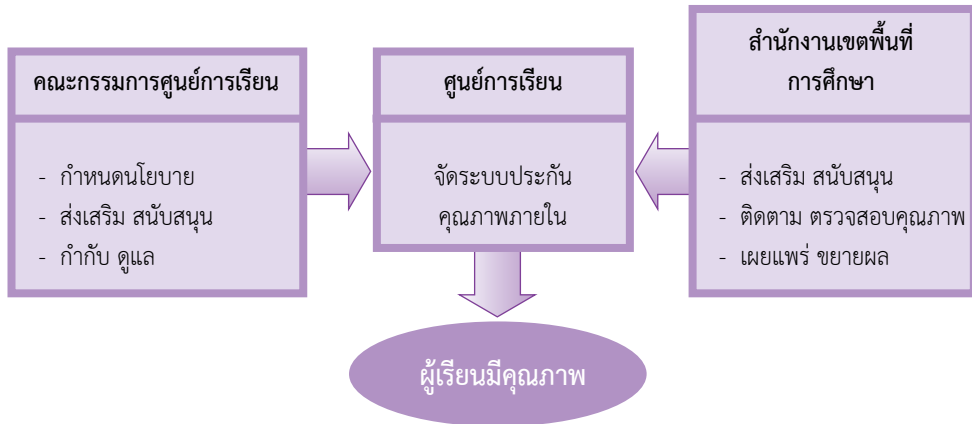 คณะกรรมการศูนย์การเรียน
- กำหนดนโยบาย
- ส่งเสริม สนับสนุน
- กำกับ ดูแล
ศูนย์การเรียน
จัดระบบประกัน
คุณภาพภายใน
สำนักงานเขตพื้นที่
การศึกษา
- ส่งเสริม สนับสนุน
- ติดตาม ตรวจสอบคุณภาพ
- เผยแพร่ ขยายผล
ผู้เรียนมีคุณภาพ